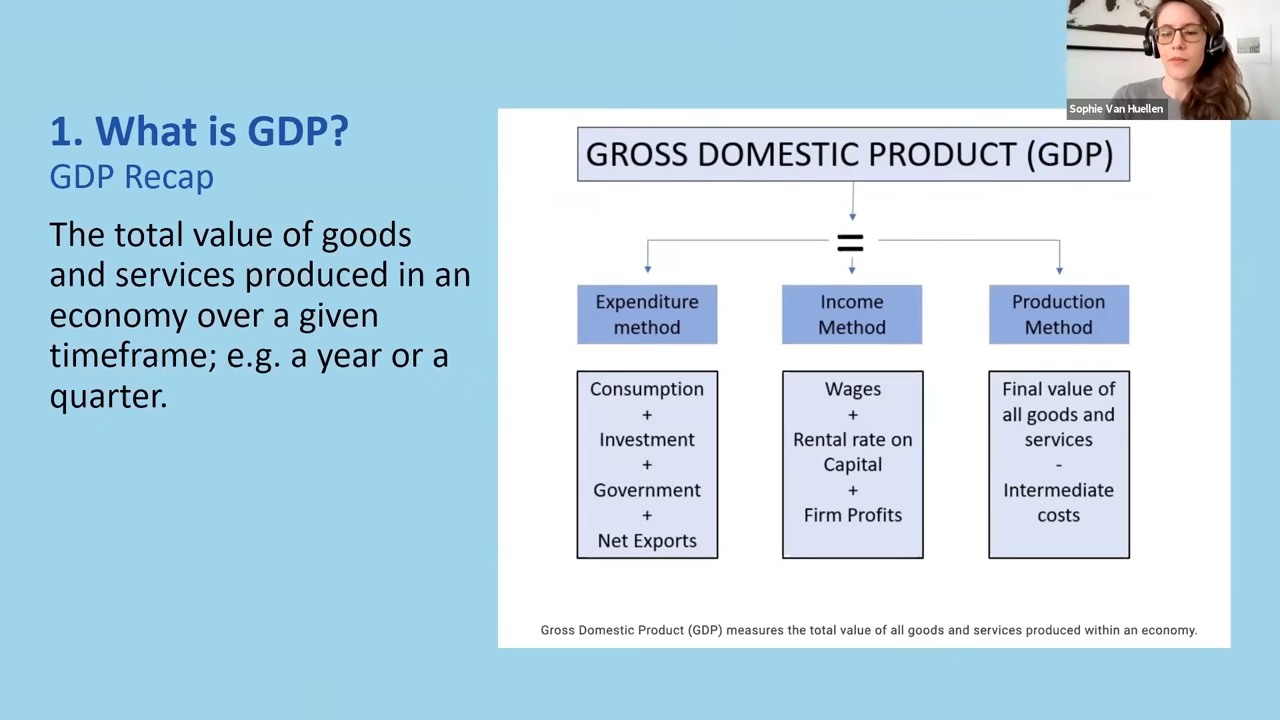 Sophie Van Huellen
1. What is GDP?
GDP Recap
The total value of goods
and services produced in an
economy over a given
timeframe; e.g. a year or a
quarter.
GROSS DOMESTIC PRODUCT (GDP)
=
Expenditure
method
Consumption
+
Investment
+
Government
+
Net Exports
Income
Method
Wages
+
Rental rate on
Capital
+
Firm Profits
Production
Method
Final value of
all goods and
services
-
Intermediate
costs
Gross Domestic Product (GDP) measures the total value of all goods and services produced within an economy.